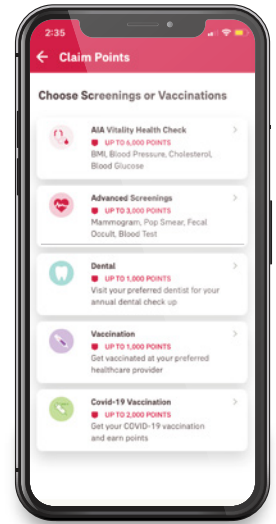 2:35
Claim Points
Choose Screenings or Vaccinations
AIA Vitality Health Check
UP TO 6,000 POINTS
BMI, Blood Pressure, Cholesterol,
Blood Glucose
Advanced Screenings
UP TO 3,000 POINTS
Mammogram, Pop Smear, Fecal
Occult, Blood Test
Dental
UP TO 1,000 POINTS
Visit your preferred dentist for your
annual dental check up
Vaccination
UP TO 1,000 POINTS
Get vaccinated at your preferred
healthcare provider
Covid-19 Vaccination
UP TO 2,000 POINTS
Get your COVID-19 vaccination
and earn points